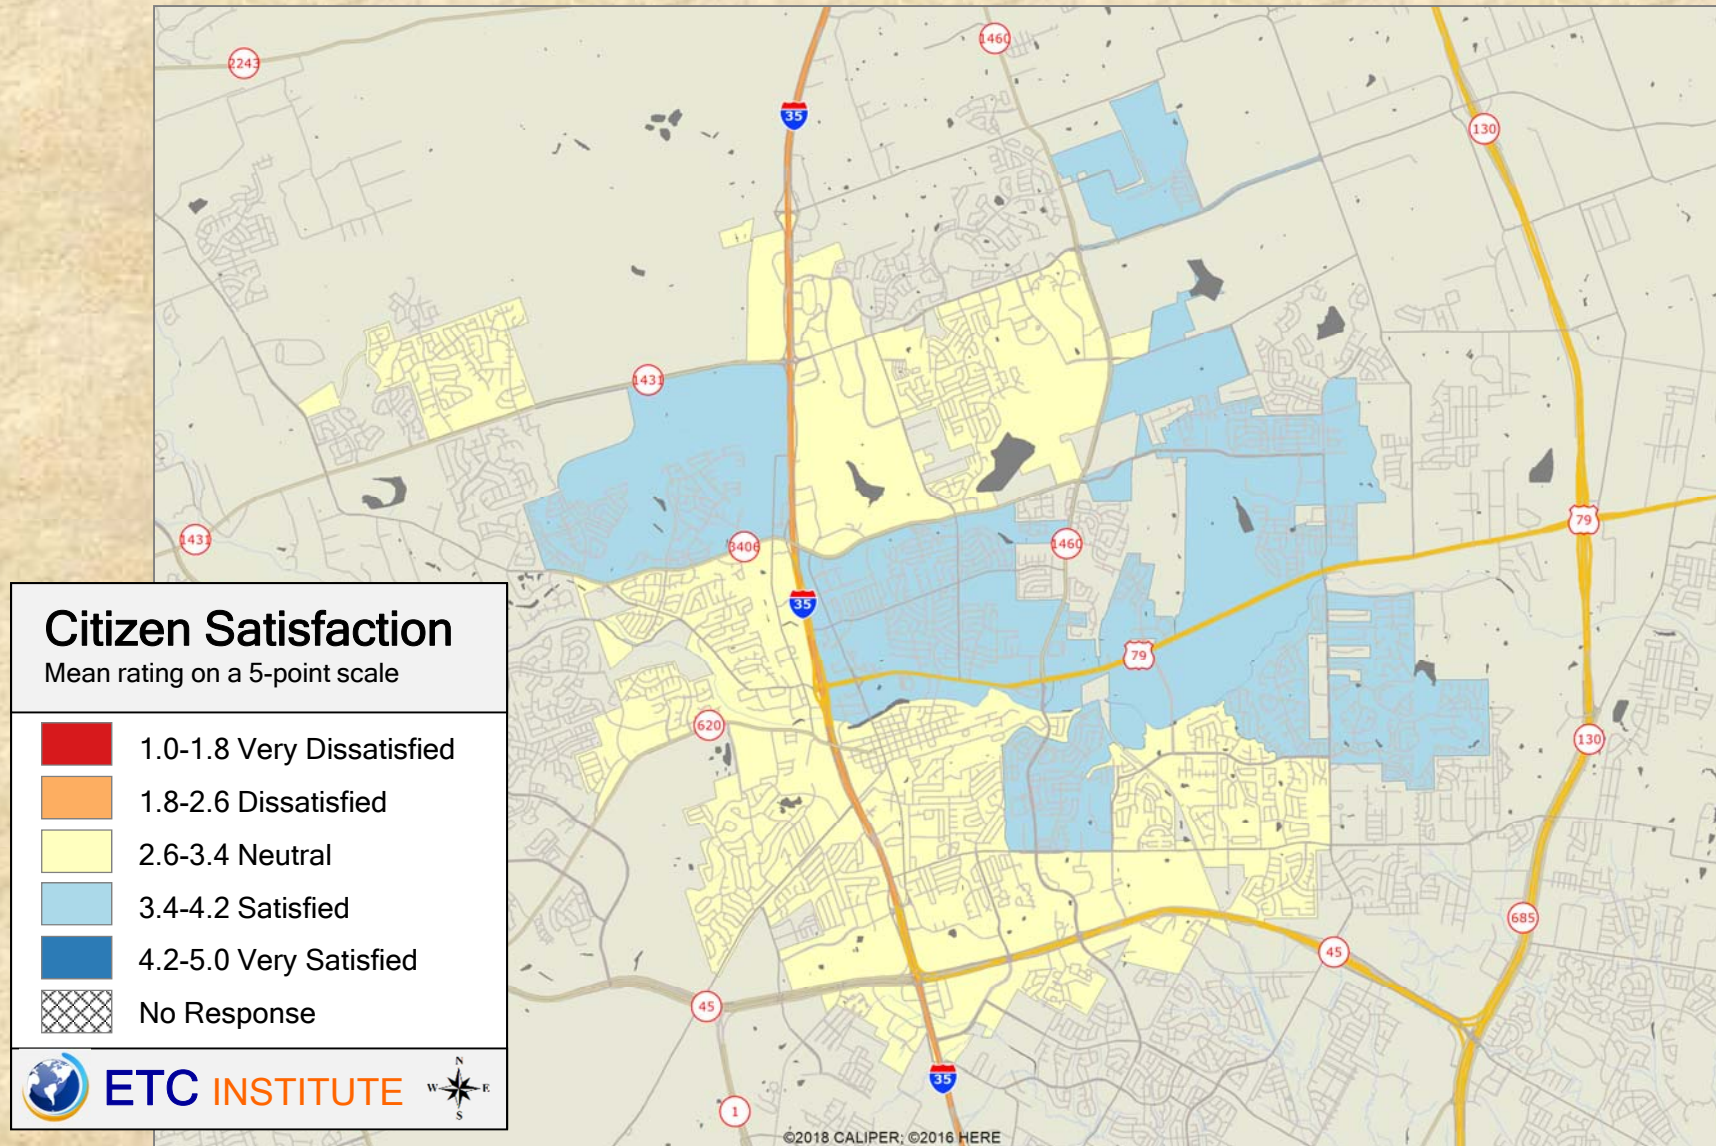 2243
1460
35
130
1431
1431
3406
1460
79
35
79
620
130
685
45
45
35
1
Citizen Satisfaction
Mean rating on a 5-point scale
1.0-1.8 Very Dissatisfied
1.8-2.6 Dissatisfied
2.6-3.4 Neutral
3.4-4.2 Satisfied
4.2-5.0 Very Satisfied
No Response
ETC INSTITUTE
N
W E
S
©2018 CALIPER; ©2016 HERE